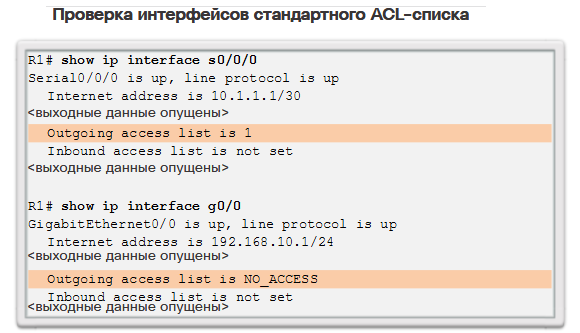 Проверка интерфейсов стандартного ACL-списка
R1# show ip interface s0/0/0
Serial0/0/0 is up, line protocol is up
Internet address is 10.1.1.1/30
<выходные данные опущены>
Outgoing access list is 1
Inbound access list is not set
<выходные данные опущены>
R1# show ip interface g0/0
GigabitEthernet0/0 is up, line protocol is up
Internet address is 192.168.10.1/24
<выходные данные опущены>
Outgoing access list is NO_ACCESS
Inbound access list is not set
<выходные данные опущены>